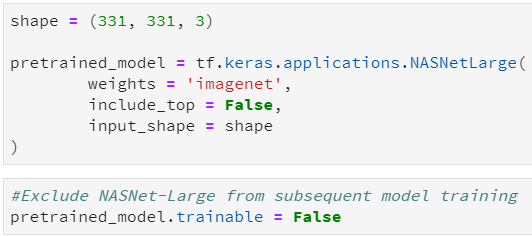 shape = (331, 331, 3)
pretrained_model = tf.keras.applications.NASNetLarge(
        weights = 'imagenet',
        include_top = False,
        input_shape = shape
)
#Exclude NASNet-Large from subsequent model training
pretrained_model.trainable = False